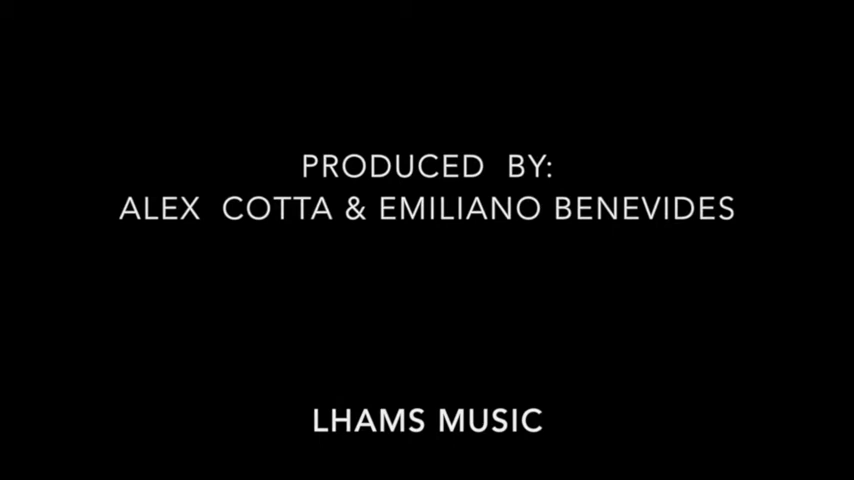 PRODUCED BY:
ALEX COTTA & EMILIANO BENEVIDES
LHAMS MUSIC